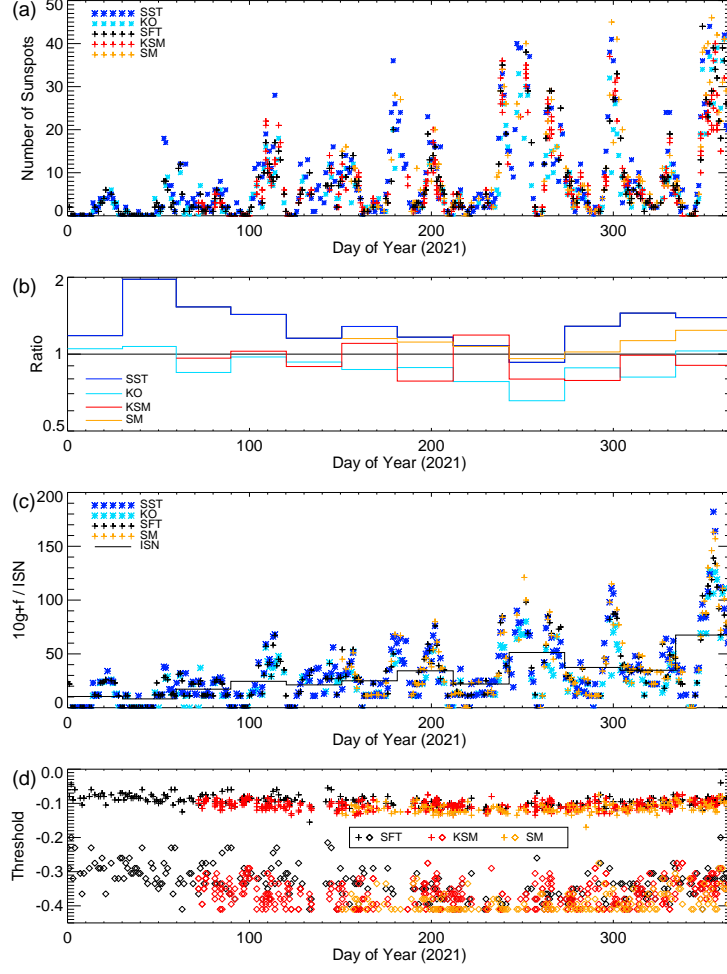 (a)
50
40
30
20
10
0
Number of Sunspots
SST
KO
SFT
KSM
SM
0 100 200 300
Day of Year (2021)
(b)
2
1
0.5
Ratio
SST
KO
KSM
SM
0 100 200 300
Day of Year (2021)
(c)
200
150
100
50
0
10g+f / ISN
SST
KO
SFT
SM
ISN
0 100 200 300
Day of Year (2021)
(d)
0.0
-0.1
-0.2
-0.3
-0.4
Threshold
SFT KSM SM
0 100 200 300
Day of Year (2021)